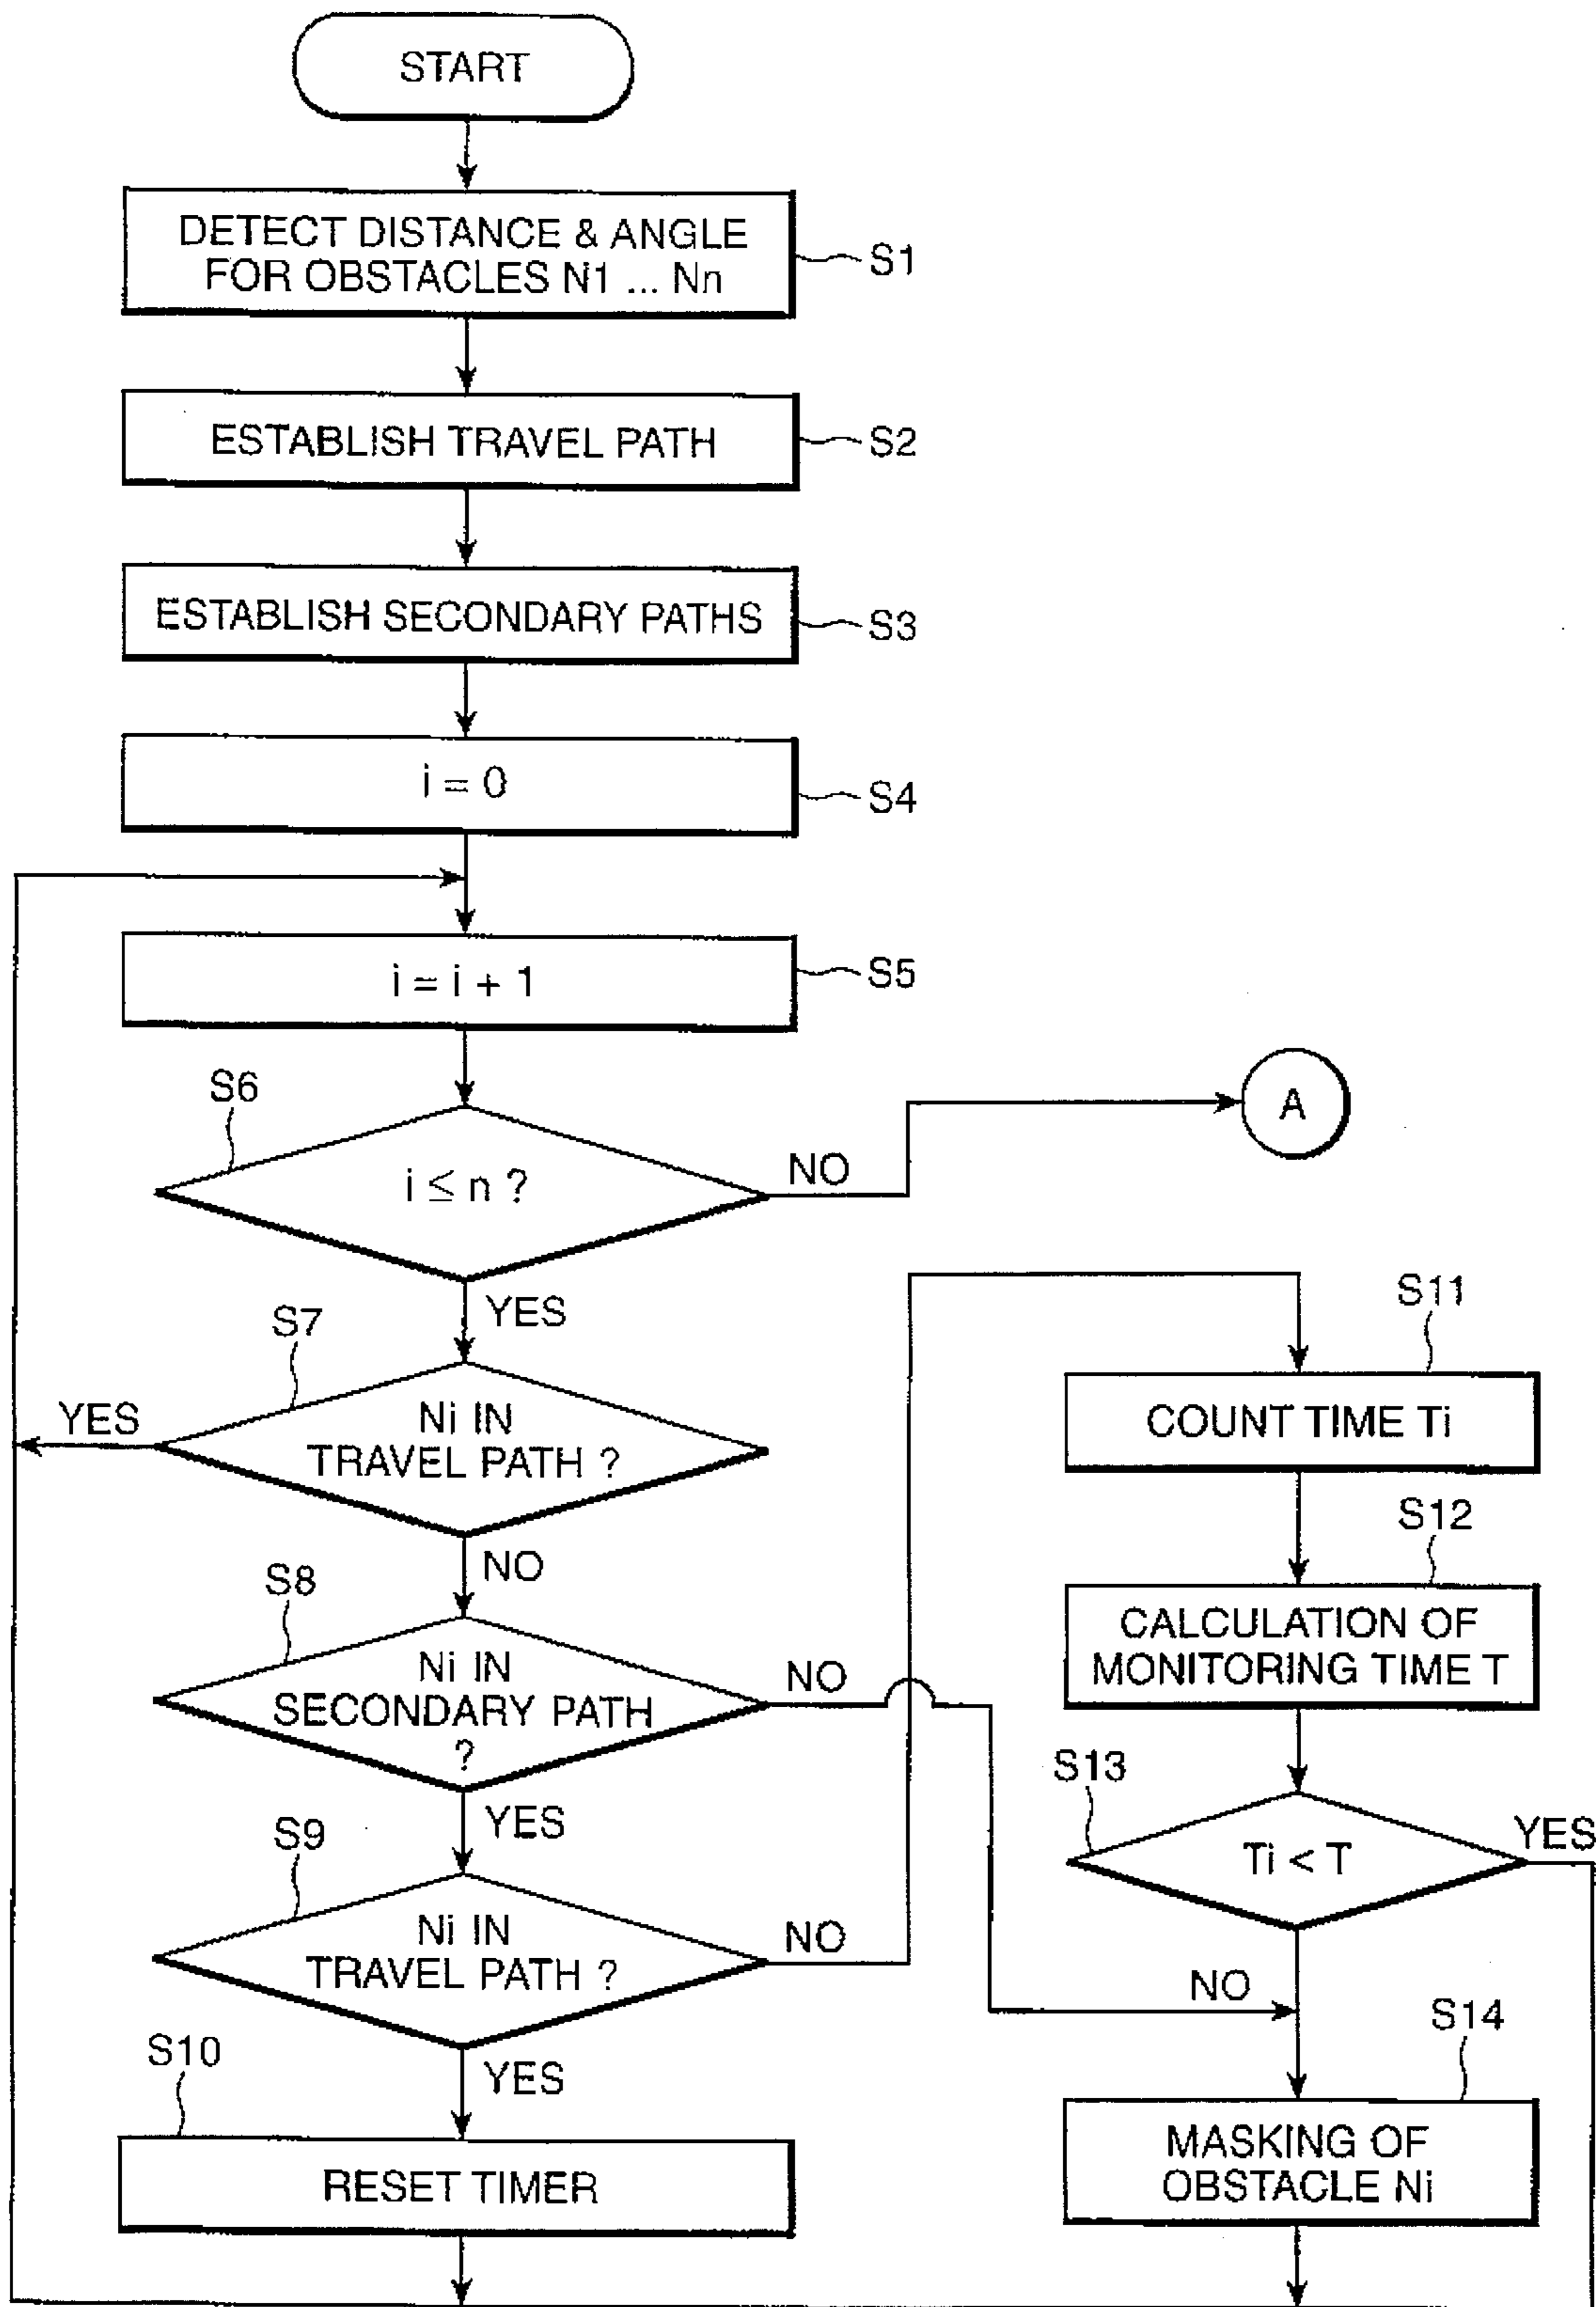 START
DETECT DISTANCE & ANGLE
FOR OBSTACLES N1 ... Nn
S1
ESTABLISH TRAVEL PATH
S2
ESTABLISH SECONDARY PATHS
S3
i = 0
S4
i = i + 1
S5
S6
i ≤ n ?
NO
A
YES
S7
Ni IN
TRAVEL PATH ?
YES
NO
S8
Ni IN
SECONDARY PATH
?
NO
YES
S9
Ni IN
TRAVEL PATH ?
NO
YES
S10
RESET TIMER
S11
COUNT TIME Ti
S12
CALCULATION OF
MONITORING TIME T
S13
Ti < T
YES
NO
S14
MASKING OF
OBSTACLE Ni